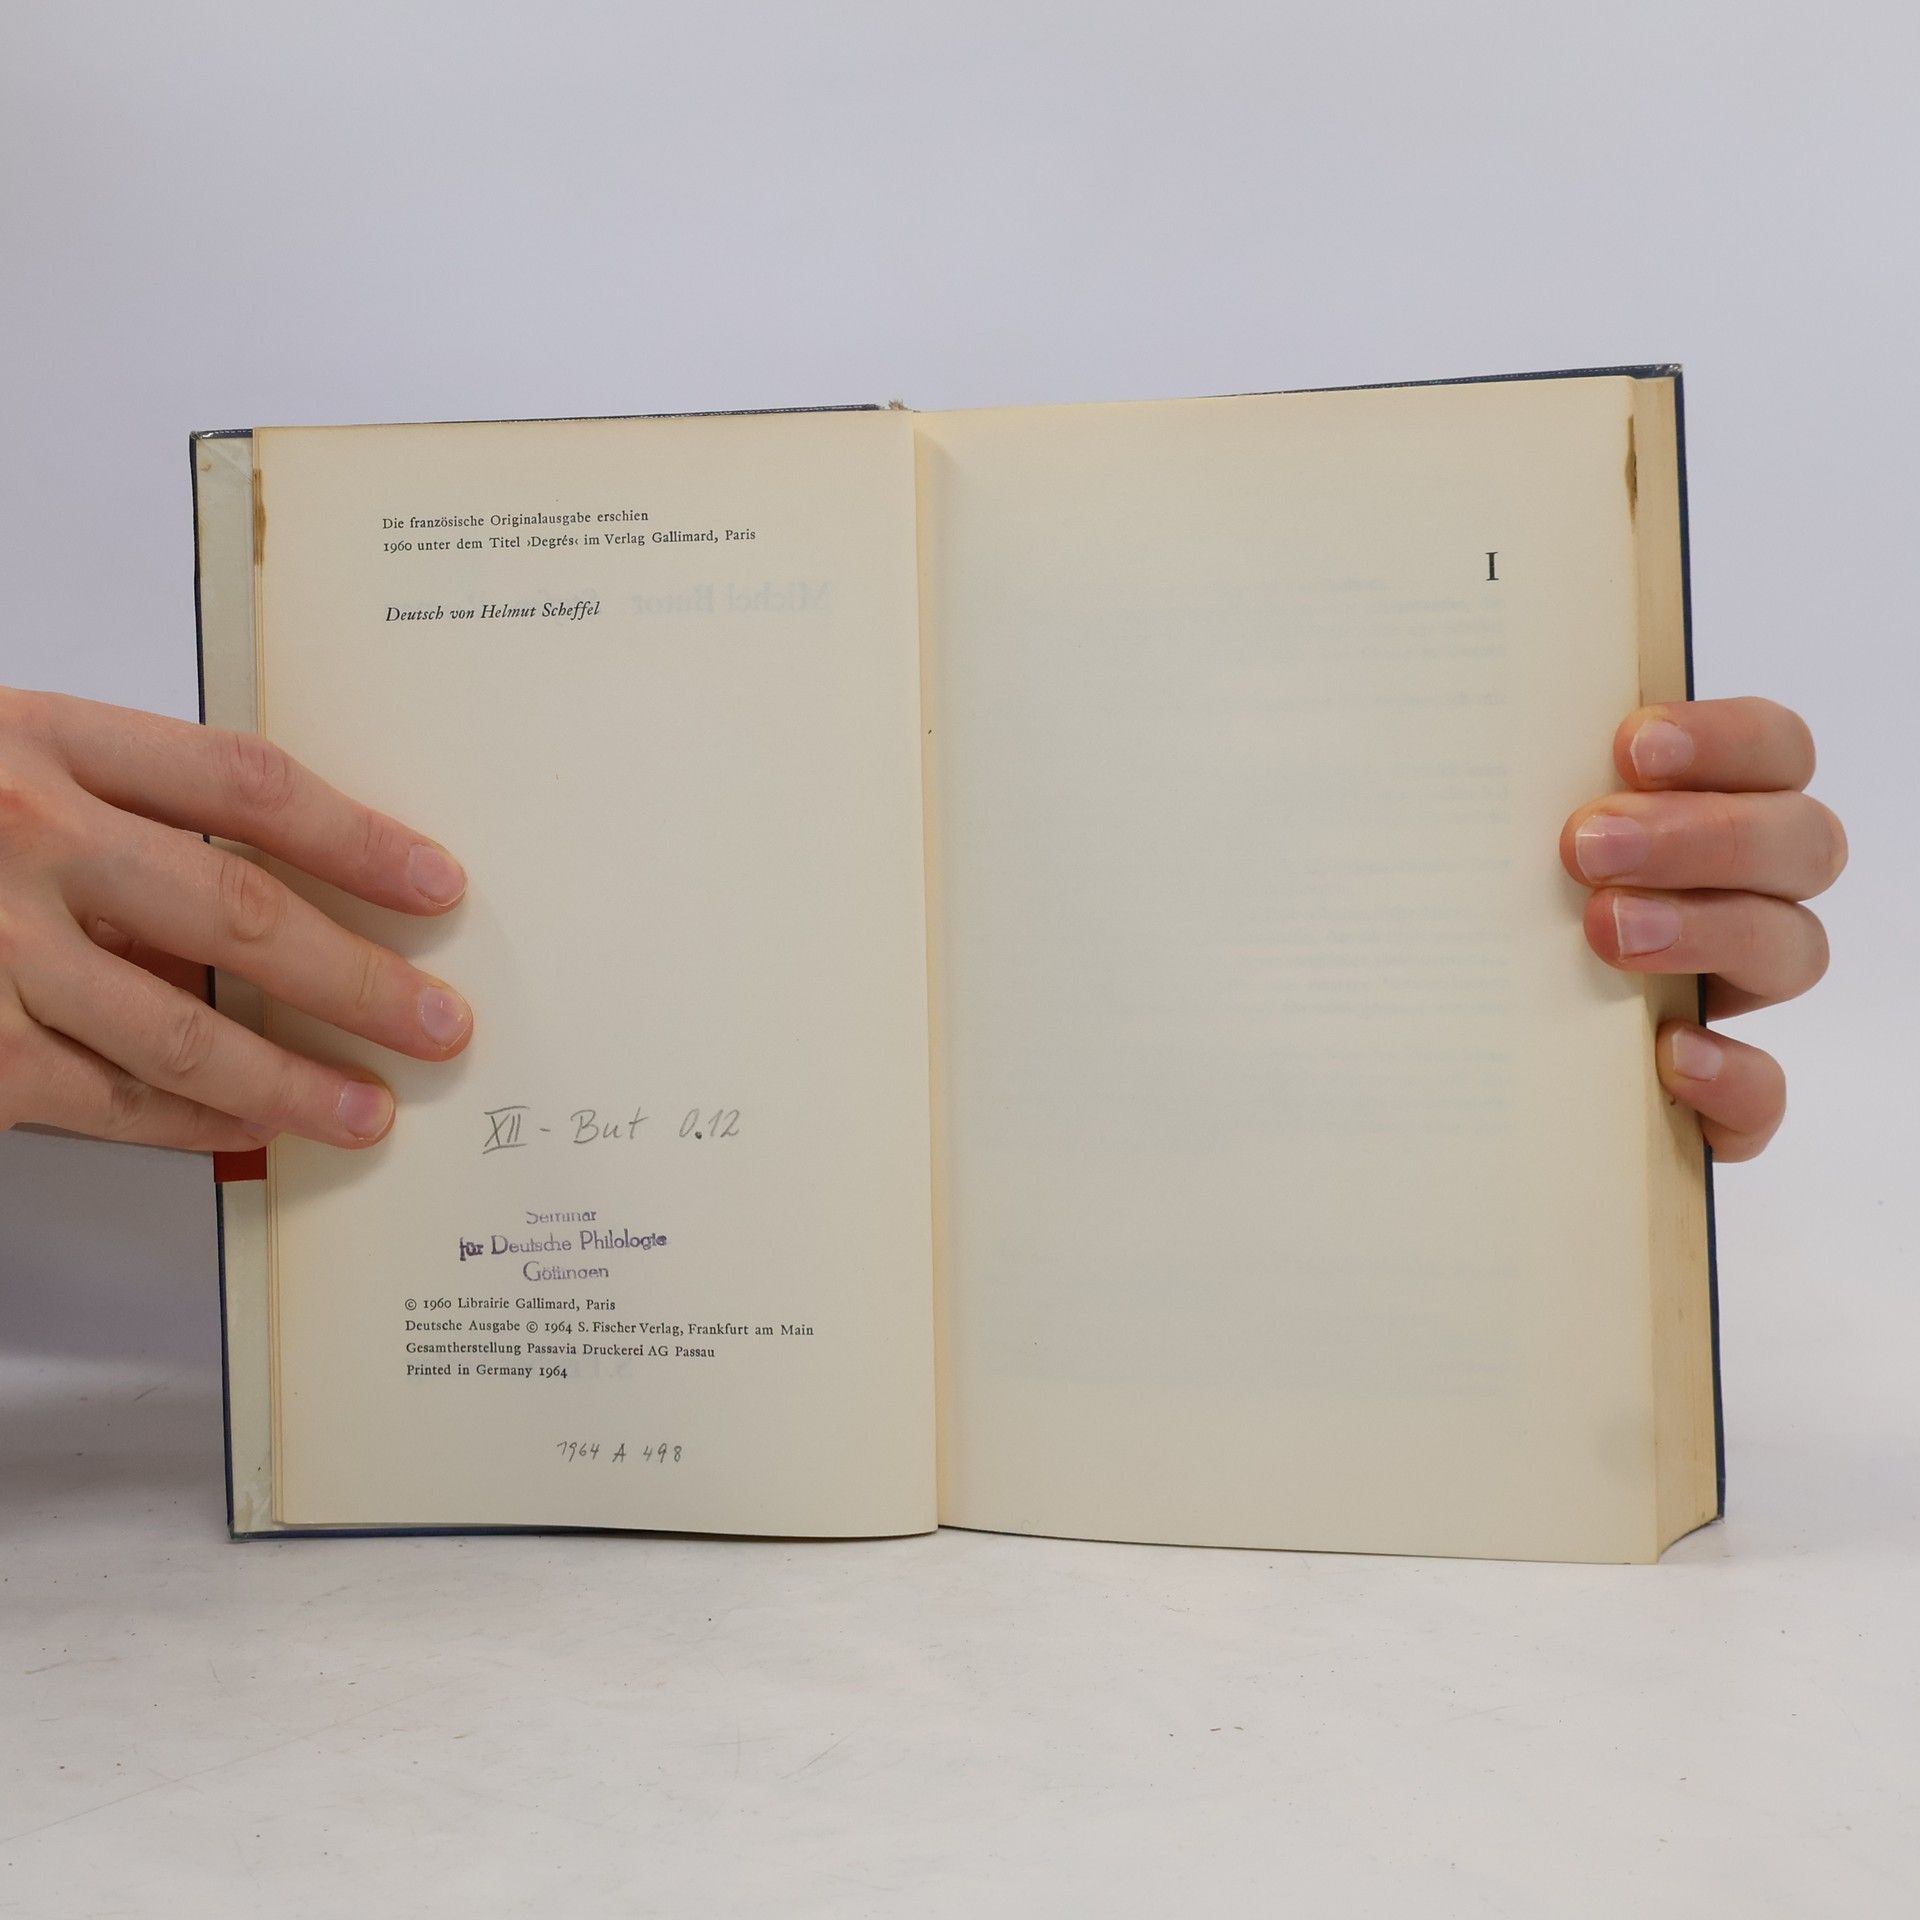 Die französische Originalausgabe erschien
1960 unter dem Titel ›Degrés‹ im Verlag Gallimard, Paris
Deutsch von Helmut Scheffel
XII - But 0.12
Seminar
für Deutsche Philologie
Göttingen
© 1960 Librairie Gallimard, Paris
Deutsche Ausgabe © 1964 S. Fischer Verlag, Frankfurt am Main
Gesamtherstellung Passavia Druckerei AG Passau
Printed in Germany 1964
1964 A 498
I